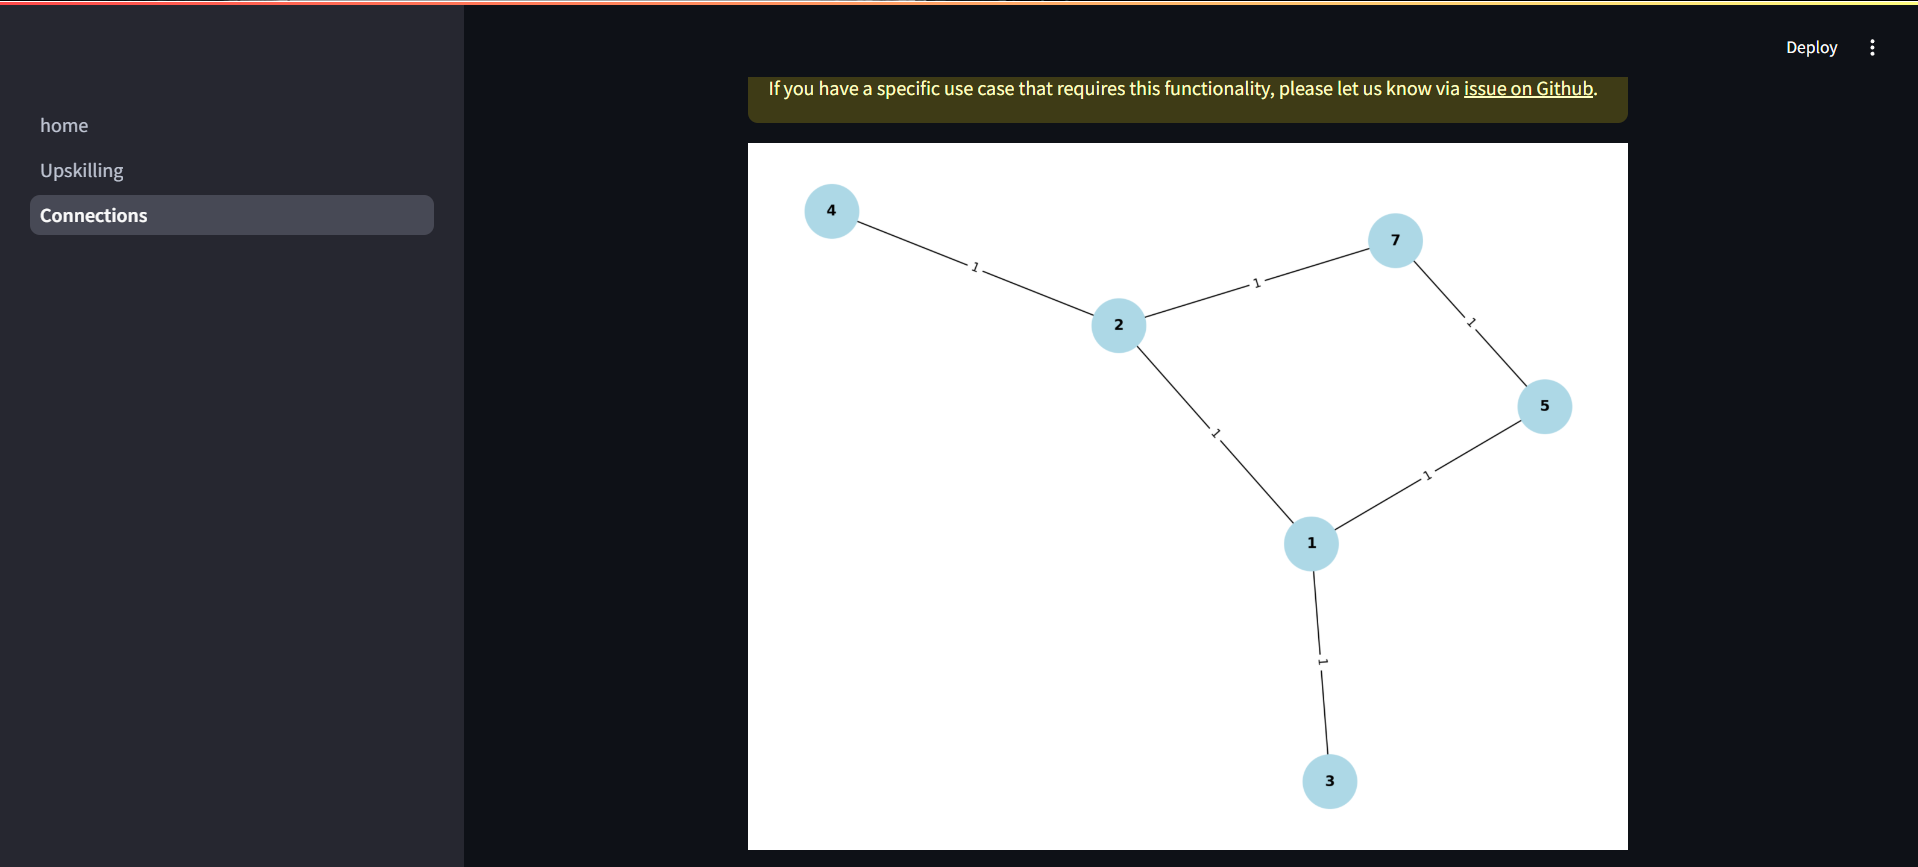 Deploy
If you have a specific use case that requires this functionality, please let us know via issue on Github.
home
Upskilling
Connections
4
7
1
1
2
1
5
1
1
1
1
3